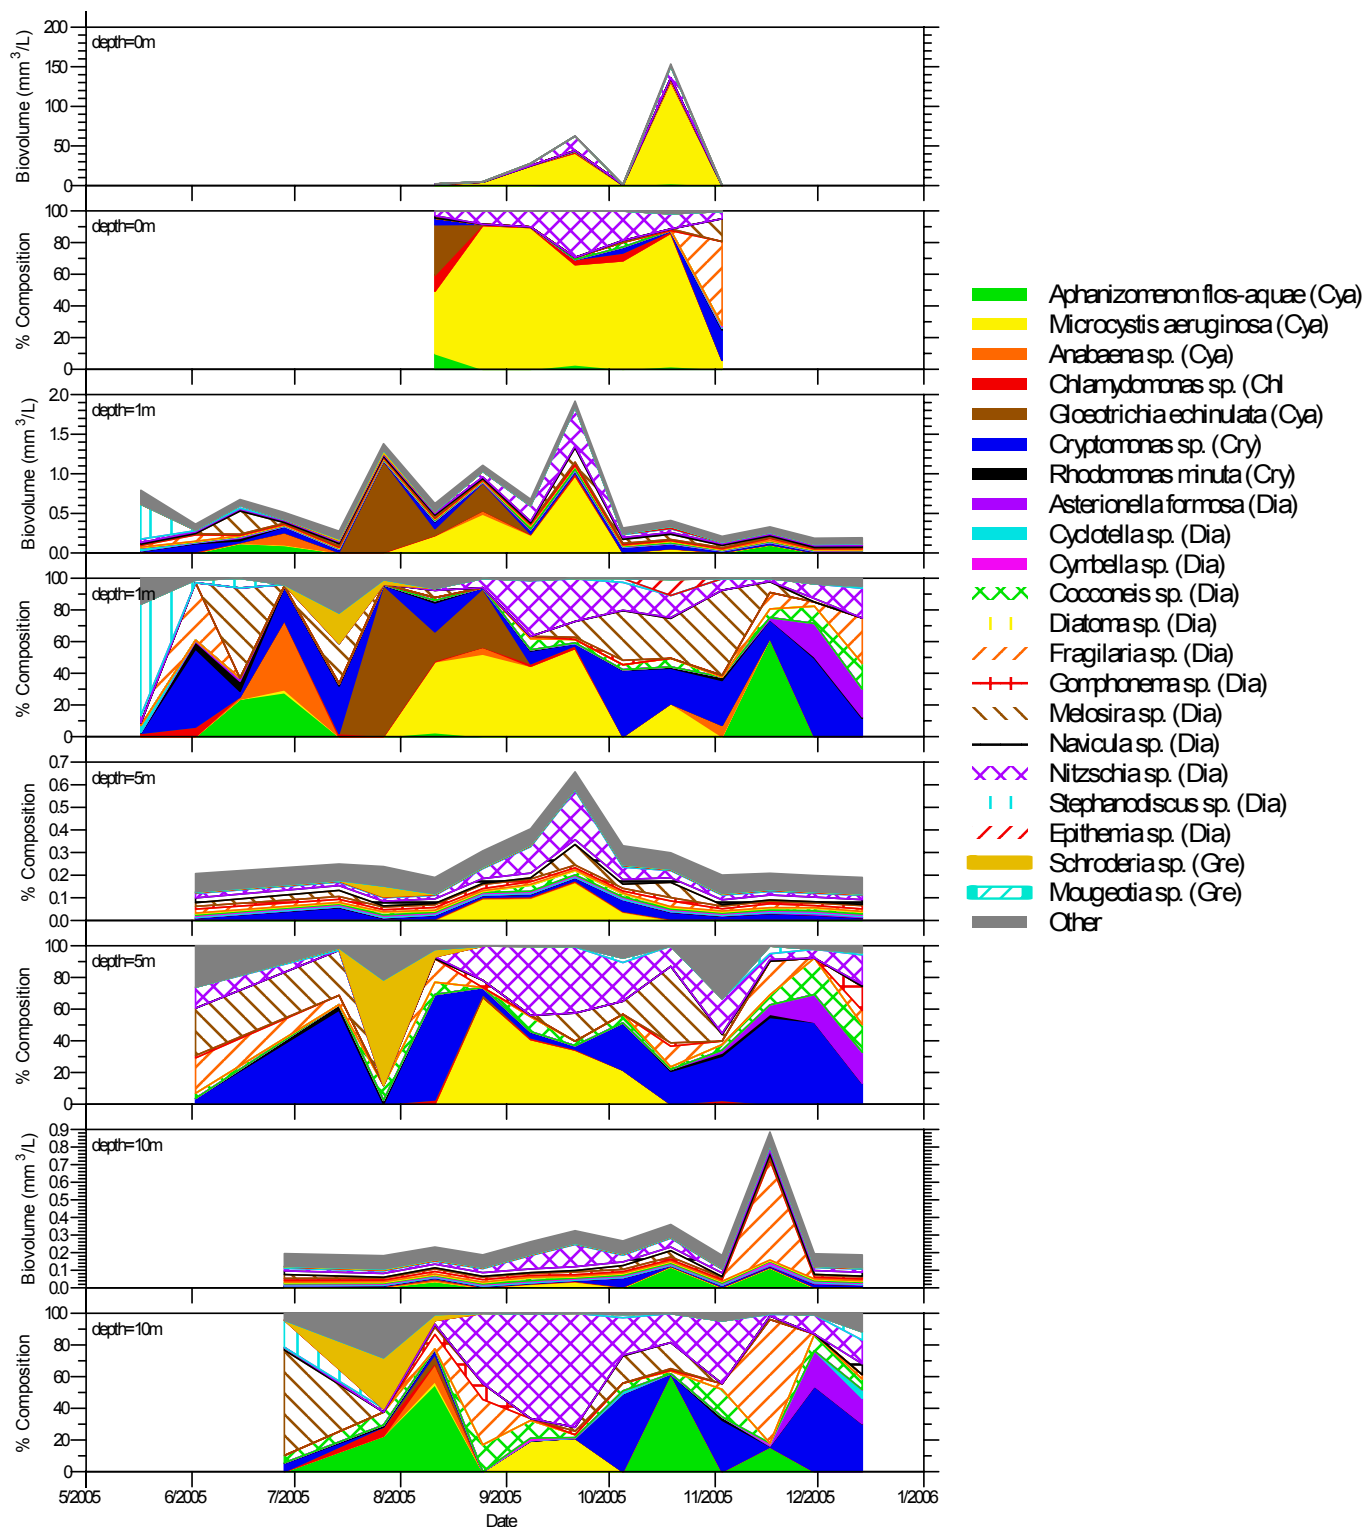 200
150
100
50
0
Biovolume (mm³/L)
depth=0m
100
80
60
40
20
0
% Composition
depth=0m
2.0
1.5
1.0
0.5
0.0
Biovolume (mm³/L)
depth=1m
100
80
60
40
20
0
% Composition
depth=1m
0.7
0.6
0.5
0.4
0.3
0.2
0.1
0.0
% Composition
depth=5m
100
80
60
40
20
0
% Composition
depth=5m
0.9
0.8
0.7
0.6
0.5
0.4
0.3
0.2
0.1
0.0
Biovolume (mm³/L)
depth=10m
100
80
60
40
20
0
% Composition
depth=10m
5/2005 6/2005 7/2005 8/2005 9/2005 10/2005 11/2005 12/2005 1/2006
Date
Aphanizomenon flos-aquae (Cya)
Microcystis aeruginosa (Cya)
Anabaena sp. (Cya)
Chlamydomonas sp. (Chl
Gloeotrichia echinulata (Cya)
Cryptomonas sp. (Cry)
Rhodomonas minuta (Cry)
Asterionella formosa (Dia)
Cyclotella sp. (Dia)
Cymbella sp. (Dia)
Cocconeis sp. (Dia)
Diatoma sp. (Dia)
Fragilaria sp. (Dia)
Gomphonema sp. (Dia)
Melosira sp. (Dia)
Navicula sp. (Dia)
Nitzschia sp. (Dia)
Stephanodiscus sp. (Dia)
Epithemia sp. (Dia)
Schroderia sp. (Gre)
Mougeotia sp. (Gre)
Other